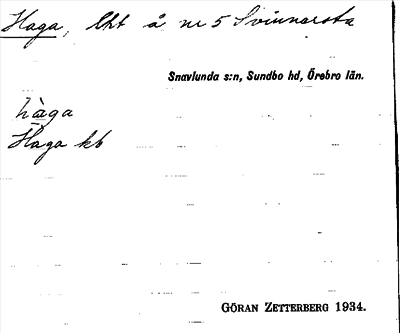 Haga, lht å nr 5 Svinnersta
Snavlunda s:n, Sundbo hd, Örebro län.
hàga
Haga kb
GÖRAN ZETTERBERG 1934.